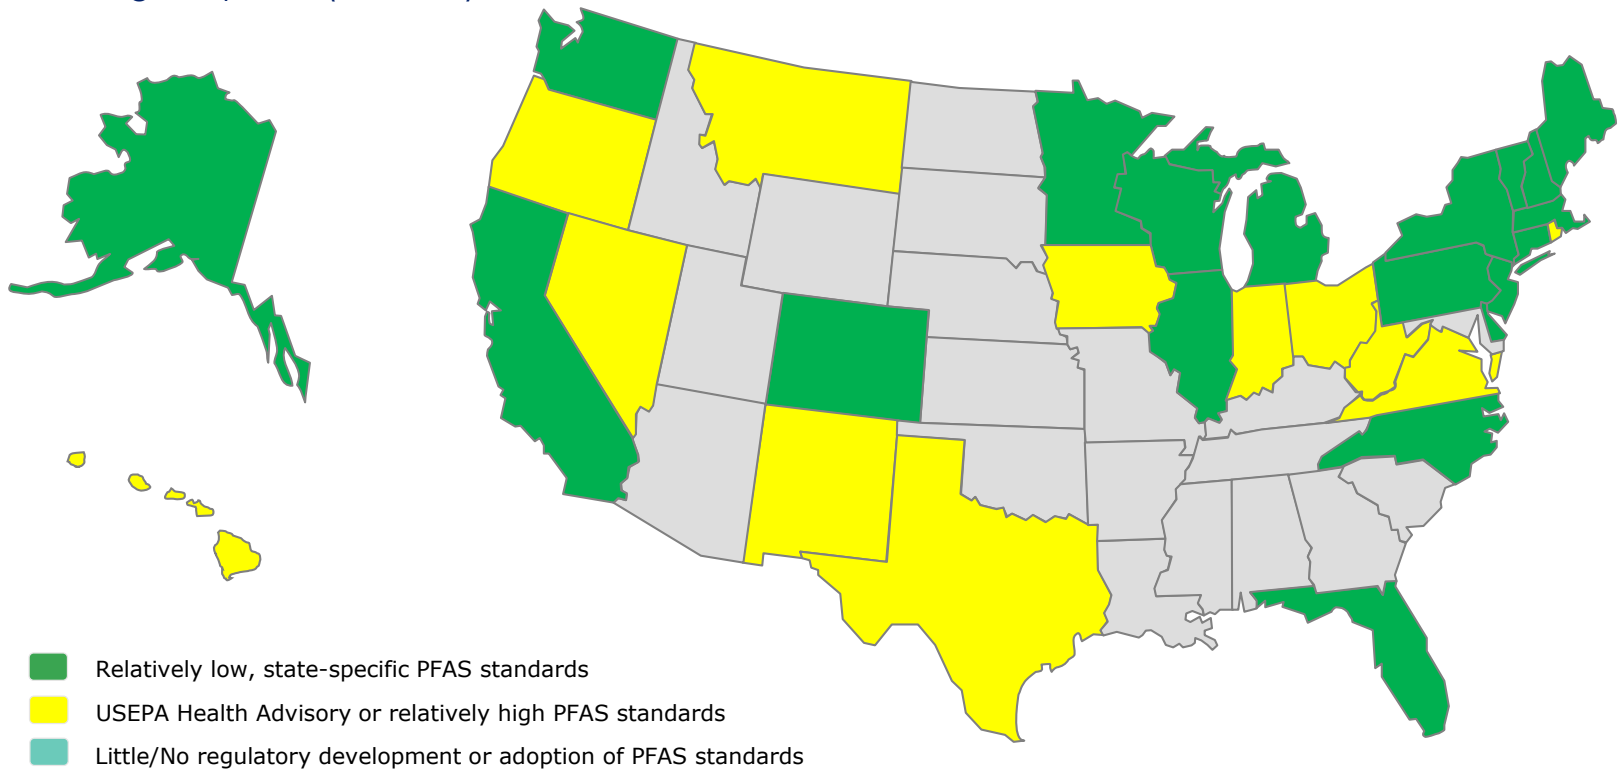 Relatively low, state-specific PFAS standards
USEPA Health Advisory or relatively high PFAS standards
Little/No regulatory development or adoption of PFAS standards